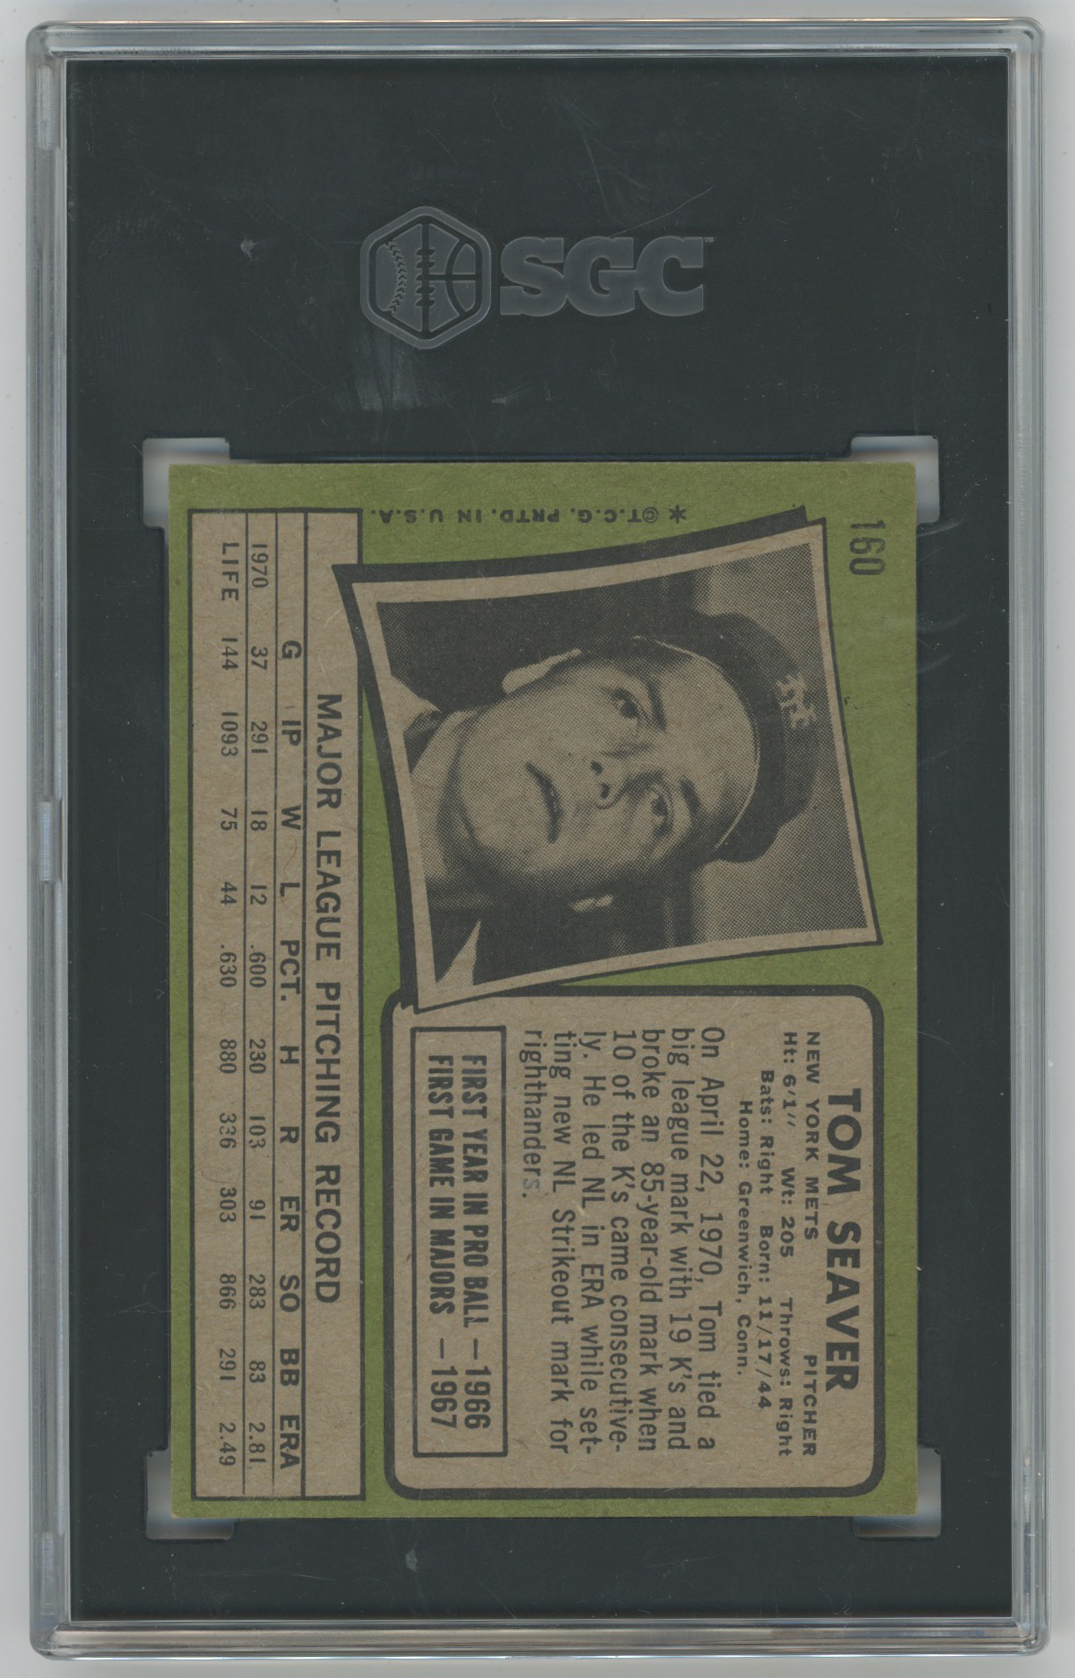 SGC
160
* © T.C.G. PRTD. IN U.S.A.
TOM SEAVER
NEW YORK METS PITCHER
Ht: 6'1" Wt: 205 Throws: Right
Bats: Right Born: 11/17/44
Home: Greenwich, Conn.
On April 22, 1970, Tom tied a
big league mark with 19 K's and
broke an 85-year-old mark when
10 of the K's came consecutive-
ly. He led NL in ERA while set-
ting new NL Strikeout mark for
righthanders.
FIRST YEAR IN PRO BALL — 1966
FIRST GAME IN MAJORS — 1967
MAJOR LEAGUE PITCHING RECORD
G IP W L PCT. H R ER SO BB ERA
1970 37 291 18 12 .600 230 103 91 283 83 2.81
LIFE 144 1093 75 44 .630 880 336 303 866 291 2.49